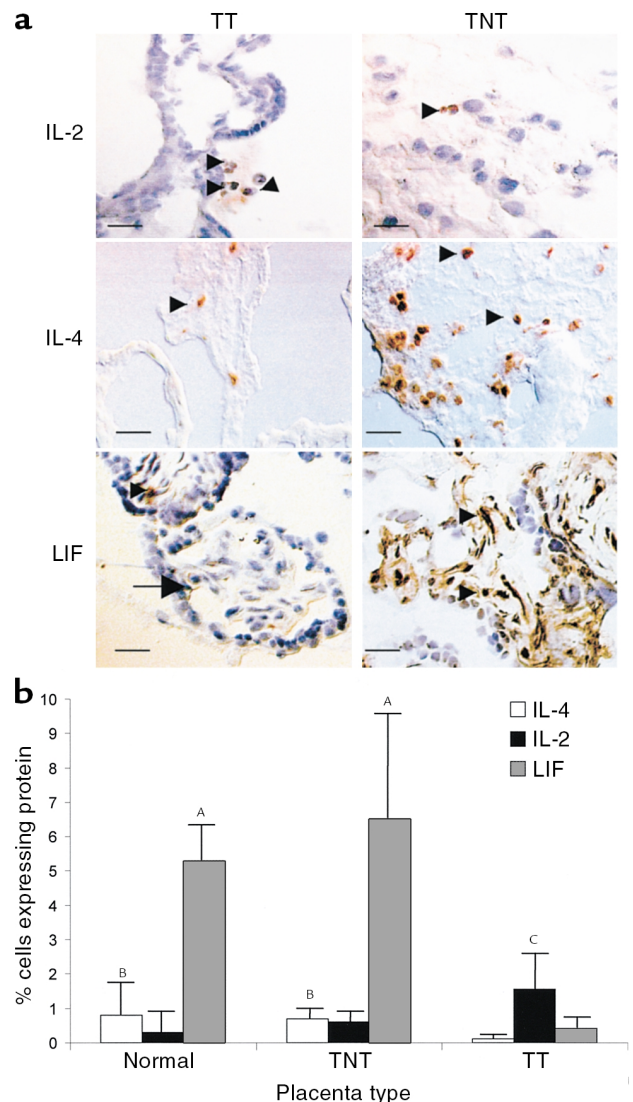 a
TT TNT
IL-2
IL-4
LIF
b
10
9
8
7
6
5
4
3
2
1
0
% cells expressing protein
B
A
B
A
C
IL-4
IL-2
LIF
Normal TNT TT
Placenta type